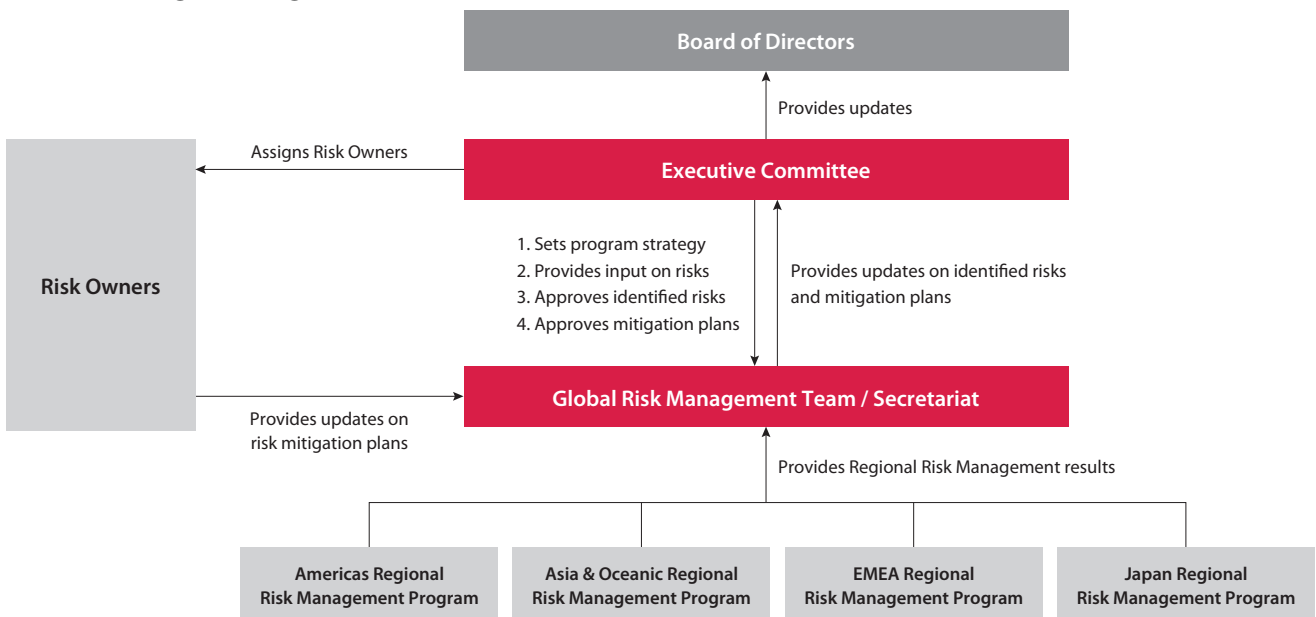 Board of Directors
Provides updates
Assigns Risk Owners
Executive Committee
1. Sets program strategy
2. Provides input on risks
3. Approves identified risks
4. Approves mitigation plans
Provides updates on identified risks
and mitigation plans
Risk Owners
Global Risk Management Team / Secretariat
Provides updates on
risk mitigation plans
Provides Regional Risk Management results
Americas Regional
Risk Management Program
Asia & Oceanic Regional
Risk Management Program
EMEA Regional
Risk Management Program
Japan Regional
Risk Management Program